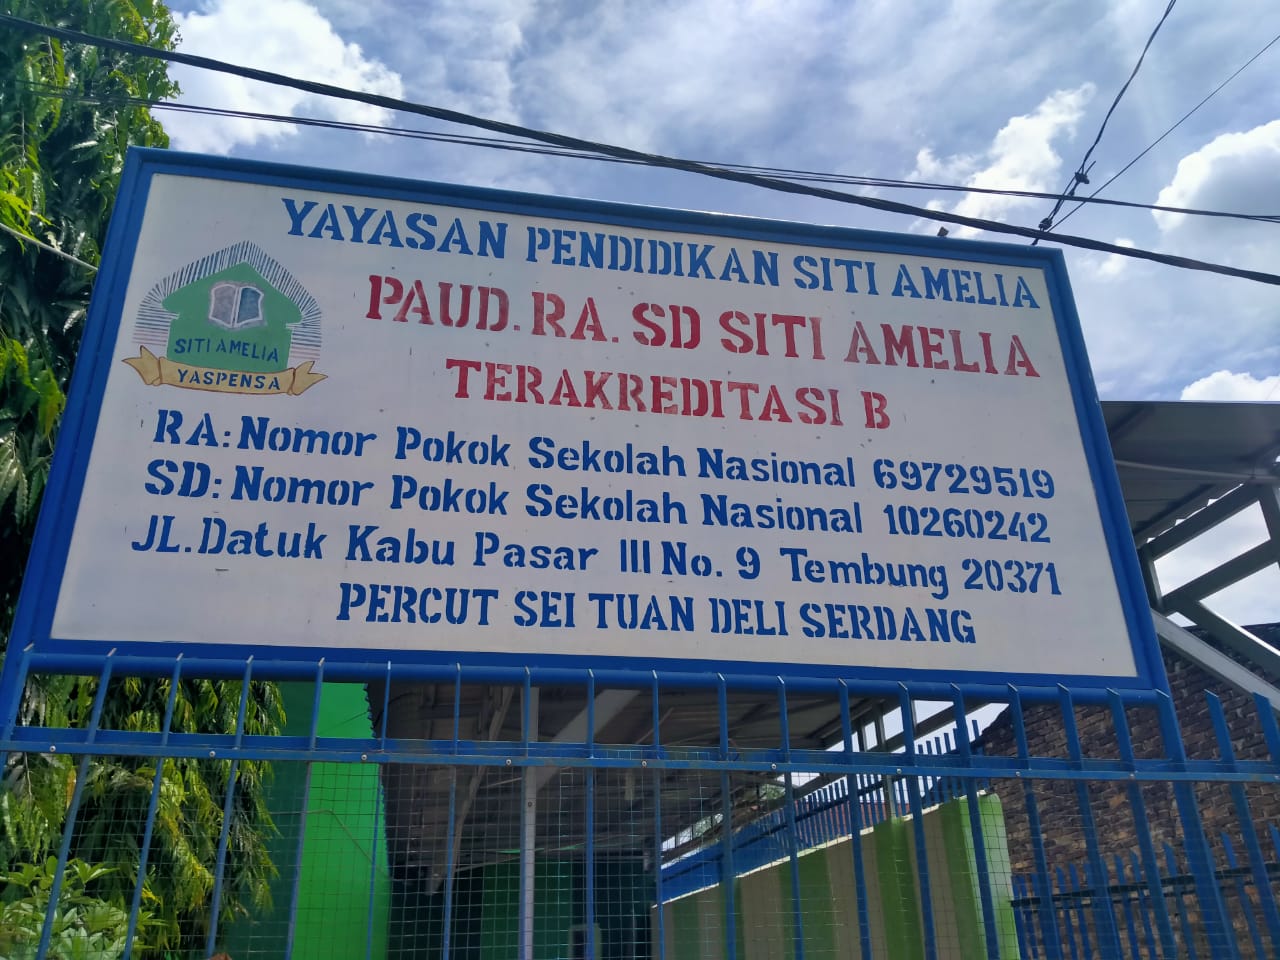 YAYASAN PENDIDIKAN SITI AMELIA
PAUD. RA. SD SITI AMELIA
TERAKREDITASI B
SITI AMELIA
YASPENSA
RA: Nomor Pokok Sekolah Nasional 69729519
SD: Nomor Pokok Sekolah Nasional 10260242
JL. Datuk Kabu Pasar III No. 9 Tembung 20371
PERCUT SEI TUAN DELI SERDANG